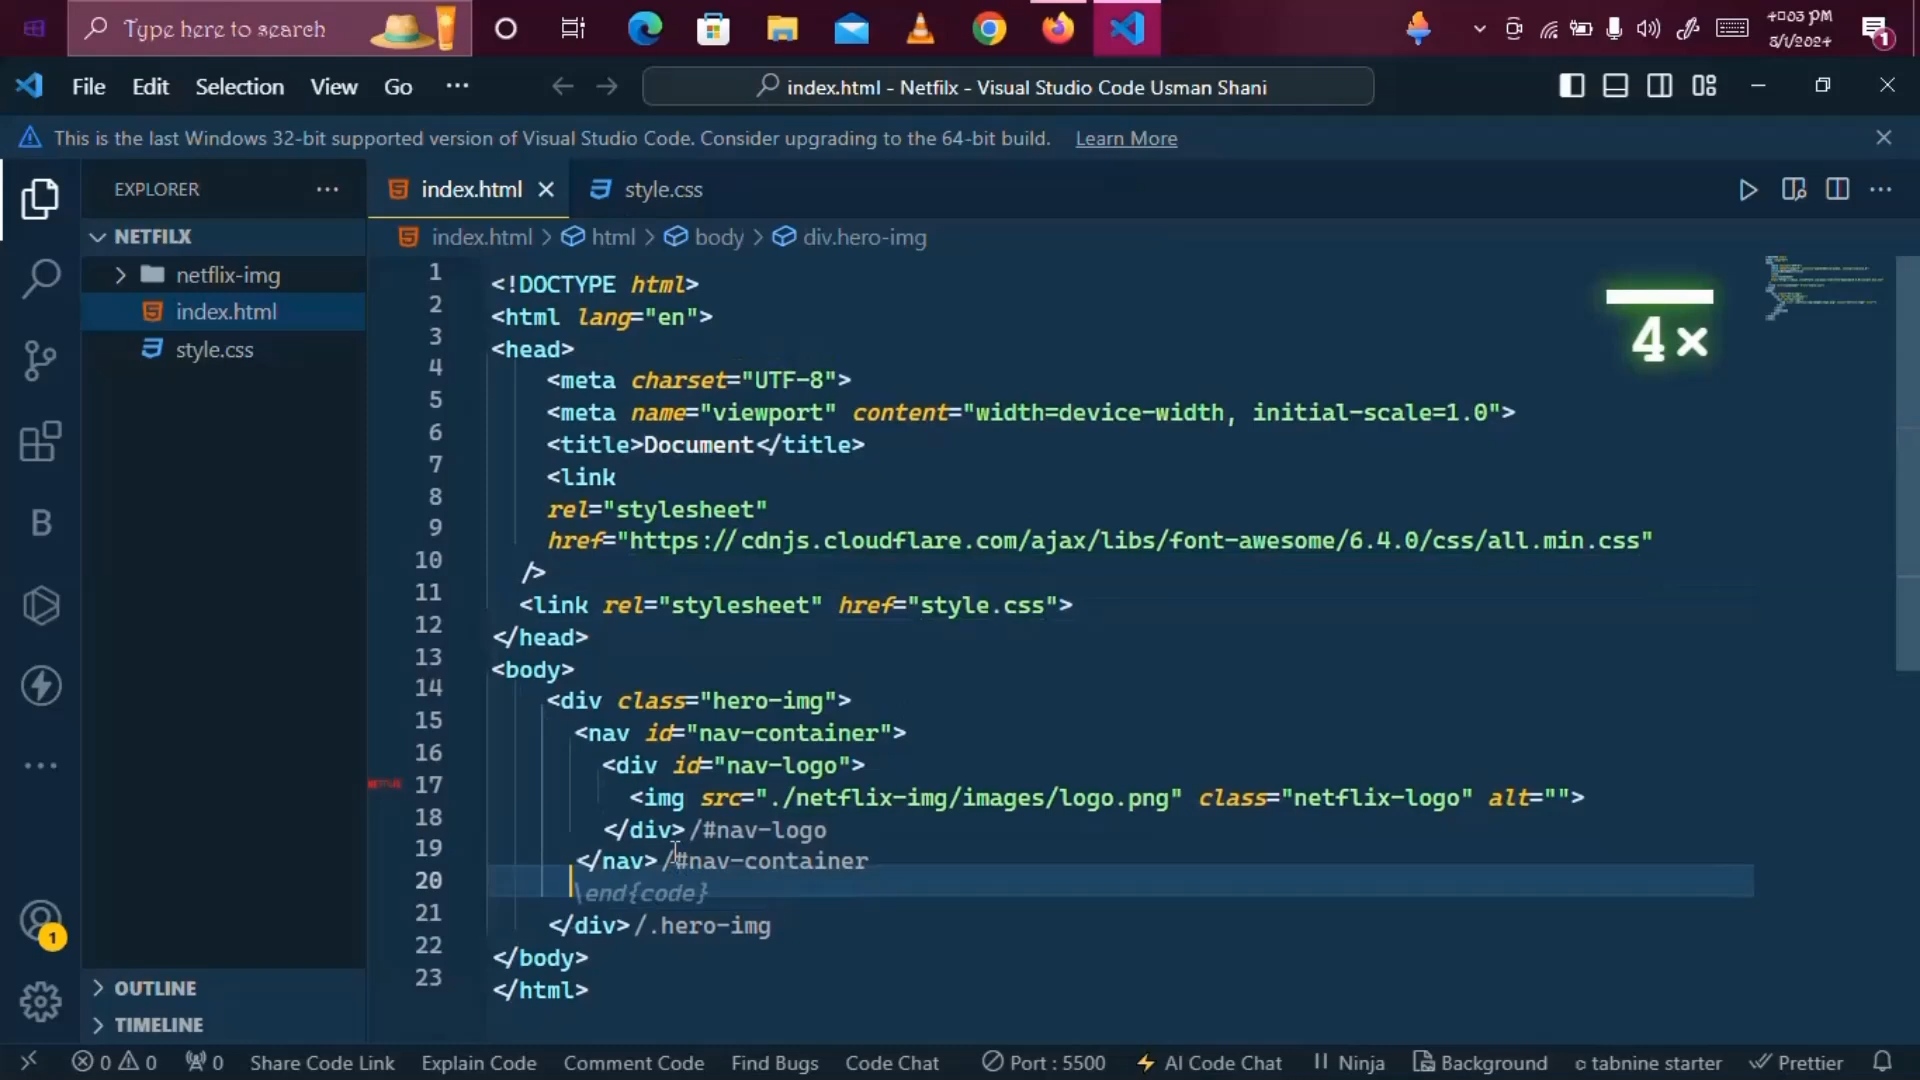 Type here to search
4:03 PM
5/1/2024
1
File Edit Selection View Go ...
index.html - Netfilx - Visual Studio Code Usman Shani
This is the last Windows 32-bit supported version of Visual Studio Code. Consider upgrading to the 64-bit build. Learn More
EXPLORER ...
index.html
style.css
NETFILX
index.html > html > body > div.hero-img
netflix-img
index.html
style.css
4×
1 <!DOCTYPE html>
2 <html lang="en">
3 <head>
4 <meta charset="UTF-8">
5 <meta name="viewport" content="width=device-width, initial-scale=1.0">
6 <title>Document</title>
7 <link
8 rel="stylesheet"
9 href="https://cdnjs.cloudflare.com/ajax/libs/font-awesome/6.4.0/css/all.min.css"
10 />
11 <link rel="stylesheet" href="style.css">
12 </head>
13 <body>
14 <div class="hero-img">
15 <nav id="nav-container">
16 <div id="nav-logo">
17 <img src="./netflix-img/images/logo.png" class="netflix-logo" alt="">
18 </div>/#nav-logo
19 </nav>/#nav-container
20 \end{code}
21 </div>/.hero-img
22 </body>
23 </html>
B
NETFLIX
1
OUTLINE
TIMELINE
0 0 0 Share Code Link Explain Code Comment Code Find Bugs Code Chat Port : 5500 AI Code Chat Ninja Background tabnine starter Prettier